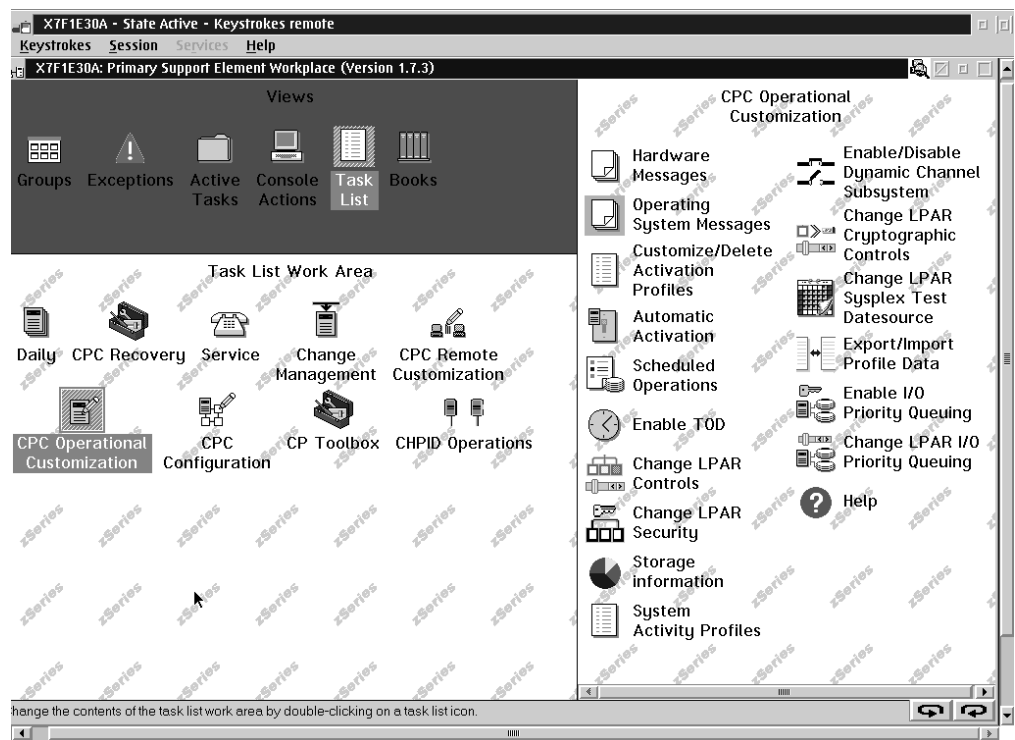 X7F1E30A - State Active - Keystrokes remote
Keystrokes Session Services Help
X7F1E30A: Primary Support Element Workplace (Version 1.7.3)
Views
Groups
Exceptions
Active
Tasks
Console
Actions
Task
List
Books
Task List Work Area
Daily
CPC Recovery
Service
Change
Management
CPC Remote
Customization
CPC Operational
Customization
CPC
Configuration
CP Toolbox
CHPID Operations
CPC Operational
Customization
Hardware
Messages
Operating
System Messages
Customize/Delete
Activation
Profiles
Automatic
Activation
Scheduled
Operations
Enable TOD
Change LPAR
Controls
Change LPAR
Security
Storage
information
System
Activity Profiles
Enable/Disable
Dynamic Channel
Subsystem
Change LPAR
Cryptographic
Controls
Change LPAR
Sysplex Test
Datesource
Export/Import
Profile Data
Enable I/O
Priority Queuing
Change LPAR I/O
Priority Queuing
Help
zSeries
hange the contents of the task list work area by double-clicking on a task list icon.